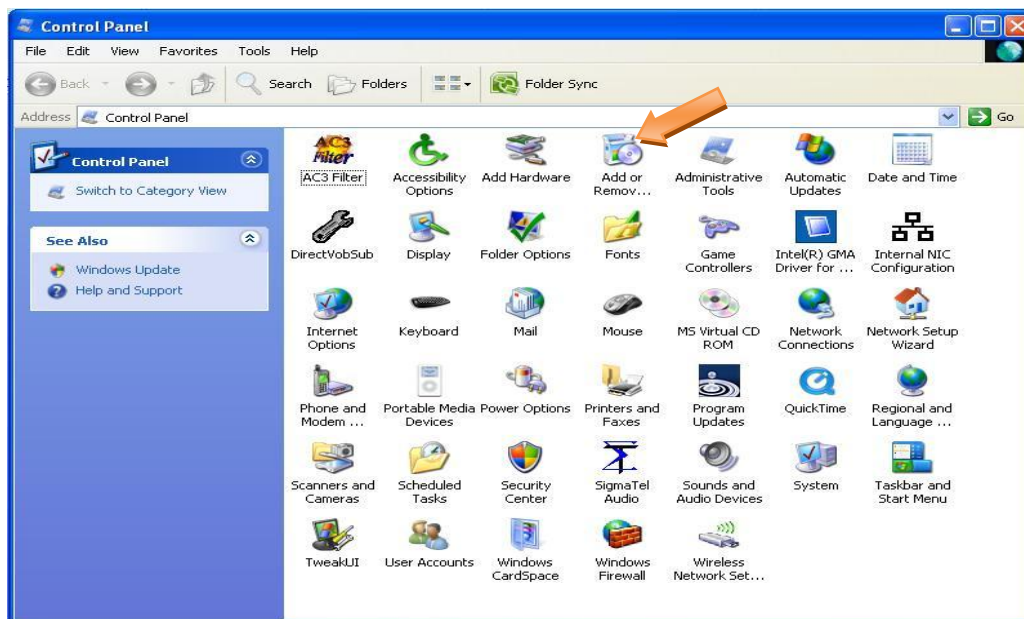 Control Panel
File Edit View Favorites Tools Help
Back Search Folders Folder Sync
Address Control Panel Go
Control Panel
Switch to Category View
See Also
Windows Update
Help and Support
AC3 Filter
AC3 Filter
Accessibility Options
Add Hardware
Add or Remov...
Administrative Tools
Automatic Updates
Date and Time
DirectVobSub
Display
Folder Options
Fonts
Game Controllers
Intel(R) GMA Driver for ...
Internal NIC Configuration
Internet Options
Keyboard
Mail
Mouse
MS Virtual CD ROM
Network Connections
Network Setup Wizard
Phone and Modem ...
Portable Media Devices
Power Options
Printers and Faxes
Program Updates
QuickTime
Regional and Language ...
Scanners and Cameras
Scheduled Tasks
Security Center
SigmaTel Audio
Sounds and Audio Devices
System
Taskbar and Start Menu
TweakUI
User Accounts
Windows CardSpace
Windows Firewall
Wireless Network Set...